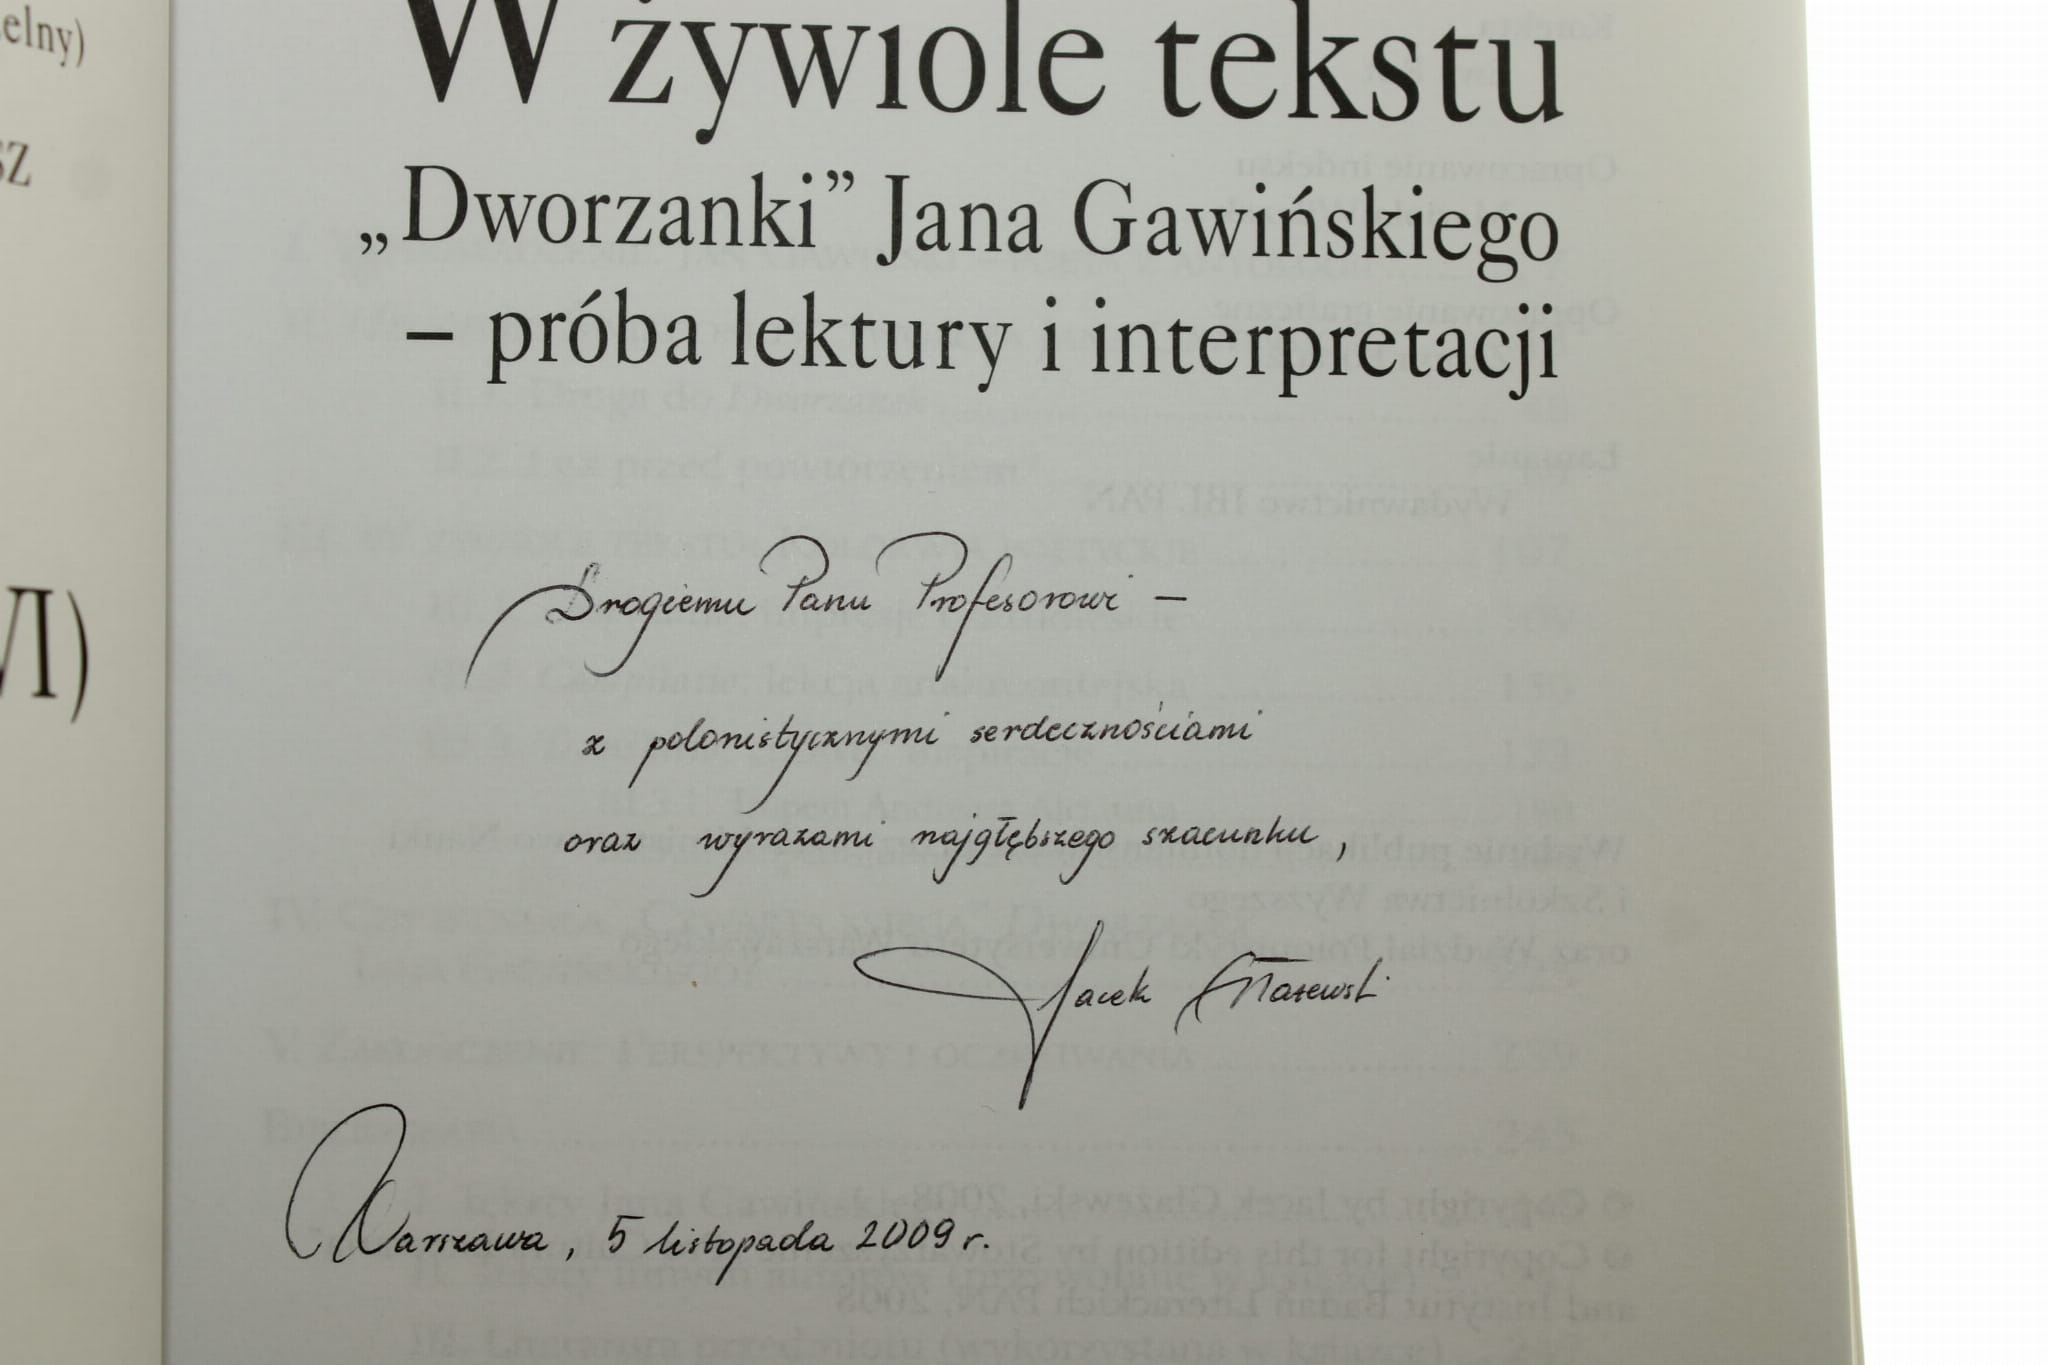 elny)
SZ
VI)
W żywiole tekstu
„Dworzanki” Jana Gawińskiego
– próba lektury i interpretacji
Drogiemu Panu Profesorowi –
z polonistycznymi serdecznościami
oraz wyrazami najgłębszego szacunku,
Jacek Głażewski
Warszawa, 5 listopada 2009 r.